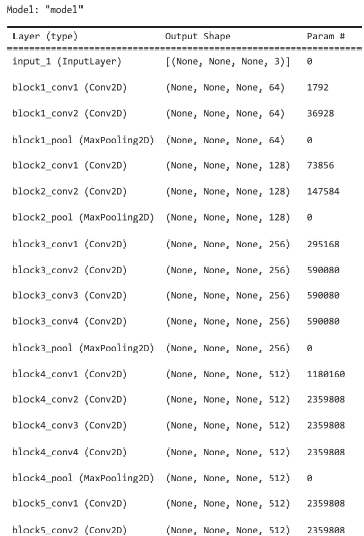 Model: "model"
Layer (type) Output Shape Param #
input_1 (InputLayer) [(None, None, None, 3)] 0
block1_conv1 (Conv2D) (None, None, None, 64) 1792
block1_conv2 (Conv2D) (None, None, None, 64) 36928
block1_pool (MaxPooling2D) (None, None, None, 64) 0
block2_conv1 (Conv2D) (None, None, None, 128) 73856
block2_conv2 (Conv2D) (None, None, None, 128) 147584
block2_pool (MaxPooling2D) (None, None, None, 128) 0
block3_conv1 (Conv2D) (None, None, None, 256) 295168
block3_conv2 (Conv2D) (None, None, None, 256) 590080
block3_conv3 (Conv2D) (None, None, None, 256) 590080
block3_conv4 (Conv2D) (None, None, None, 256) 590080
block3_pool (MaxPooling2D) (None, None, None, 256) 0
block4_conv1 (Conv2D) (None, None, None, 512) 1180160
block4_conv2 (Conv2D) (None, None, None, 512) 2359808
block4_conv3 (Conv2D) (None, None, None, 512) 2359808
block4_conv4 (Conv2D) (None, None, None, 512) 2359808
block4_pool (MaxPooling2D) (None, None, None, 512) 0
block5_conv1 (Conv2D) (None, None, None, 512) 2359808
block5_conv2 (Conv2D) (None, None, None, 512) 2359808